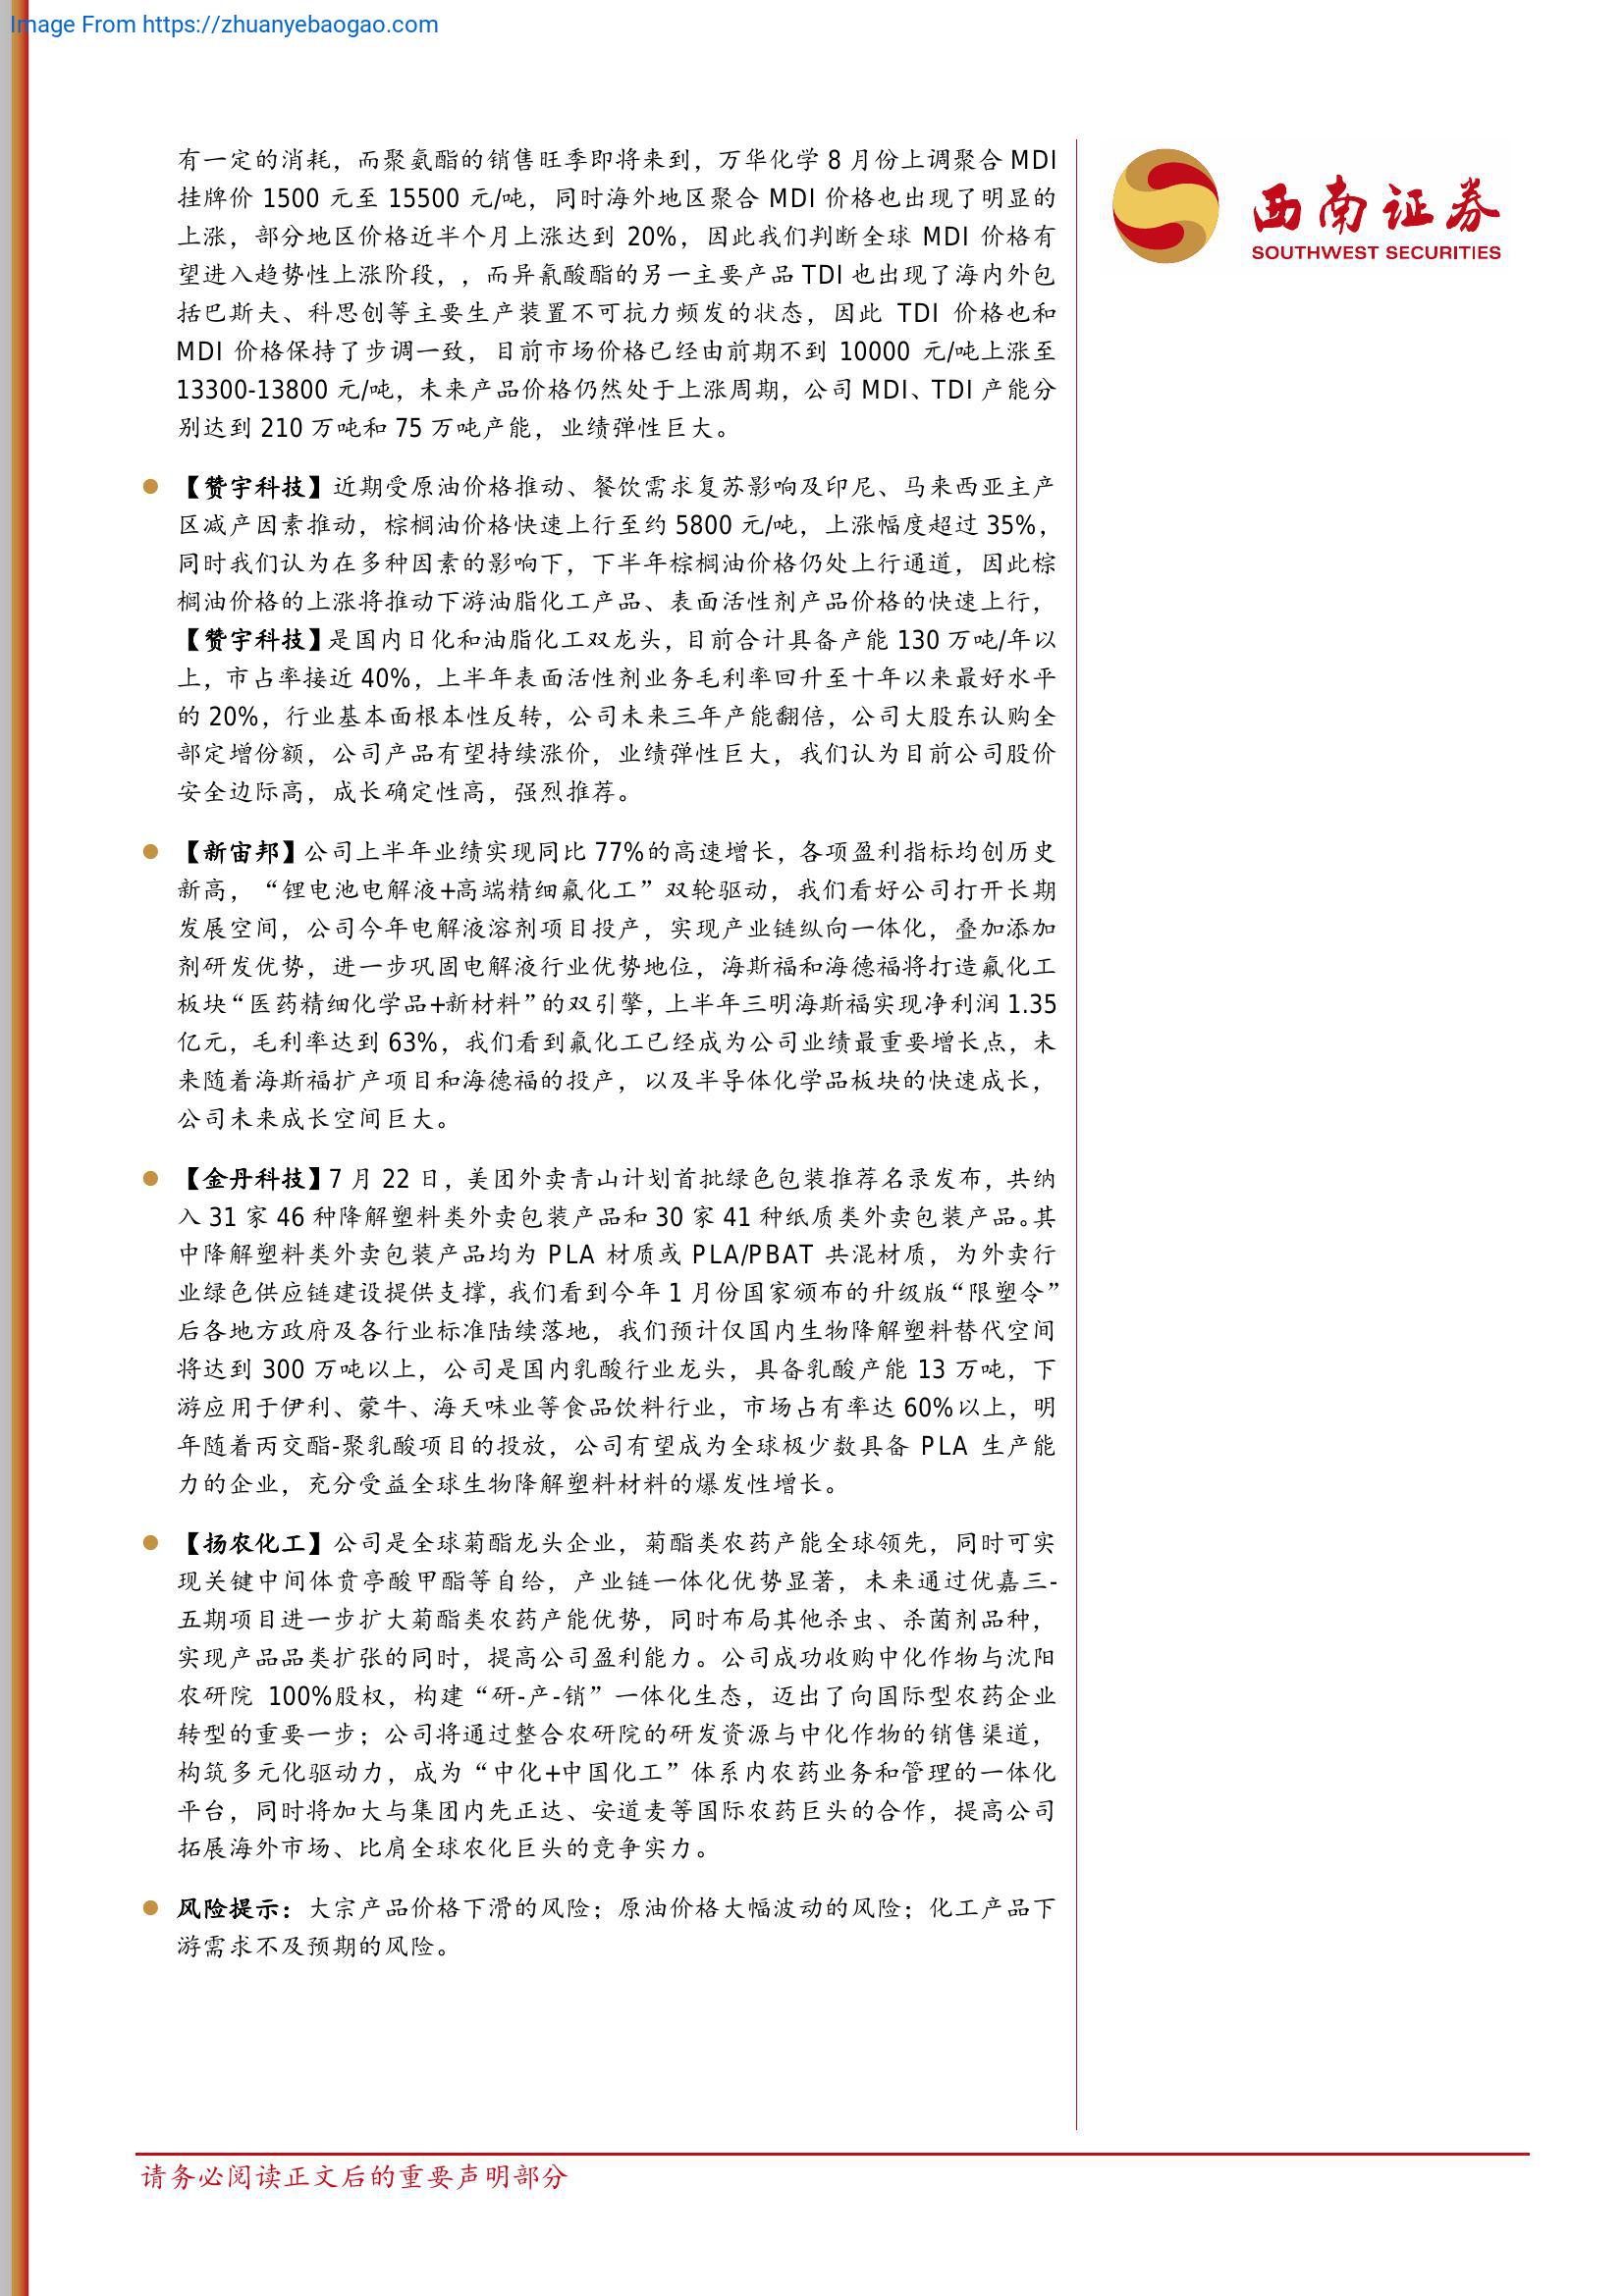 Image From https://zhuanyebaogao.com
有一定的消耗，而聚氨酯的销售旺季即将来到，万华化学 8 月份上调聚合 MDI
挂牌价 1500 元至 15500 元/吨，同时海外地区聚合 MDI 价格也出现了明显的
上涨，部分地区价格近半个月上涨达到 20%，因此我们判断全球 MDI 价格有
望进入趋势性上涨阶段，，而异氰酸酯的另一主要产品 TDI 也出现了海内外包
括巴斯夫、科思创等主要生产装置不可抗力频发的状态，因此 TDI 价格也和
MDI 价格保持了步调一致，目前市场价格已经由前期不到 10000 元/吨上涨至
13300-13800 元/吨，未来产品价格仍然处于上涨周期，公司 MDI、TDI 产能分
别达到 210 万吨和 75 万吨产能，业绩弹性巨大。
西南证券
SOUTHWEST SECURITIES
【赞宇科技】近期受原油价格推动、餐饮需求复苏影响及印尼、马来西亚主产
区减产因素推动，棕榈油价格快速上行至约 5800 元/吨，上涨幅度超过 35%，
同时我们认为在多种因素的影响下，下半年棕榈油价格仍处上行通道，因此棕
榈油价格的上涨将推动下游油脂化工产品、表面活性剂产品价格的快速上行，
【赞宇科技】是国内日化和油脂化工双龙头，目前合计具备产能 130 万吨/年以
上，市占率接近 40%，上半年表面活性剂业务毛利率回升至十年以来最好水平
的 20%，行业基本面根本性反转，公司未来三年产能翻倍，公司大股东认购全
部定增份额，公司产品有望持续涨价，业绩弹性巨大，我们认为目前公司股价
安全边际高，成长确定性高，强烈推荐。
【新宙邦】公司上半年业绩实现同比 77%的高速增长，各项盈利指标均创历史
新高，“锂电池电解液+高端精细氟化工”双轮驱动，我们看好公司打开长期
发展空间，公司今年电解液溶剂项目投产，实现产业链纵向一体化，叠加添加
剂研发优势，进一步巩固电解液行业优势地位，海斯福和海德福将打造氟化工
板块“医药精细化学品+新材料”的双引擎，上半年三明海斯福实现净利润 1.35
亿元，毛利率达到 63%，我们看到氟化工已经成为公司业绩最重要增长点，未
来随着海斯福扩产项目和海德福的投产，以及半导体化学品板块的快速成长，
公司未来成长空间巨大。
【金丹科技】7 月 22 日，美团外卖青山计划首批绿色包装推荐名录发布，共纳
入 31 家 46 种降解塑料类外卖包装产品和 30 家 41 种纸质类外卖包装产品。其
中降解塑料类外卖包装产品均为 PLA 材质或 PLA/PBAT 共混材质，为外卖行
业绿色供应链建设提供支撑，我们看到今年 1 月份国家颁布的升级版“限塑令”
后各地方政府及各行业标准陆续落地，我们预计仅国内生物降解塑料替代空间
将达到 300 万吨以上，公司是国内乳酸行业龙头，具备乳酸产能 13 万吨，下
游应用于伊利、蒙牛、海天味业等食品饮料行业，市场占有率达 60%以上，明
年随着丙交酯-聚乳酸项目的投放，公司有望成为全球极少数具备 PLA 生产能
力的企业，充分受益全球生物降解塑料材料的爆发性增长。
【扬农化工】公司是全球菊酯龙头企业，菊酯类农药产能全球领先，同时可实
现关键中间体贲亭酸甲酯等自给，产业链一体化优势显著，未来通过优嘉三-
五期项目进一步扩大菊酯类农药产能优势，同时布局其他杀虫、杀菌剂品种，
实现产品品类扩张的同时，提高公司盈利能力。公司成功收购中化作物与沈阳
农研院 100%股权，构建“研-产-销”一体化生态，迈出了向国际型农药企业
转型的重要一步；公司将通过整合农研院的研发资源与中化作物的销售渠道，
构筑多元化驱动力，成为“中化+中国化工”体系内农药业务和管理的一体化
平台，同时将加大与集团内先正达、安道麦等国际农药巨头的合作，提高公司
拓展海外市场、比肩全球农化巨头的竞争实力。
风险提示：大宗产品价格下滑的风险；原油价格大幅波动的风险；化工产品下
游需求不及预期的风险。
请务必阅读正文后的重要声明部分